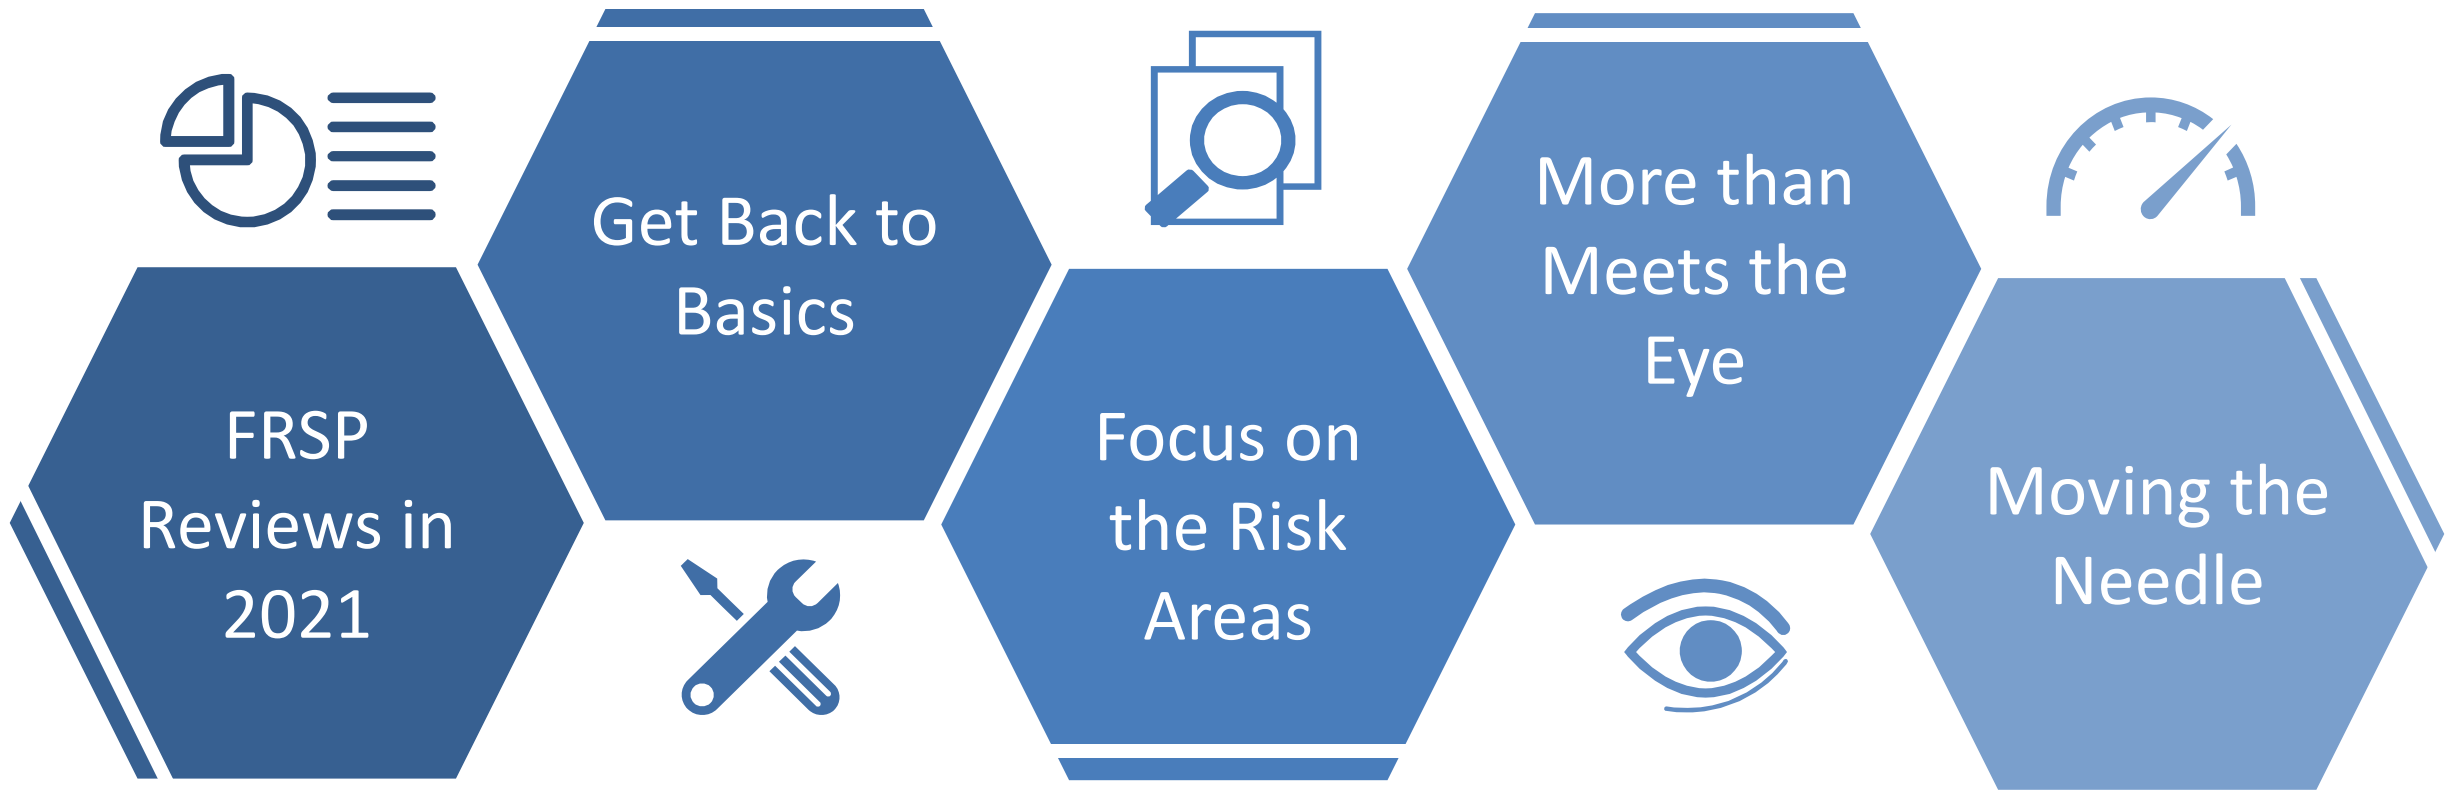 FRSP
Reviews in
2021
Get Back to
Basics
Focus on
the Risk
Areas
More than
Meets the
Eye
Moving the
Needle